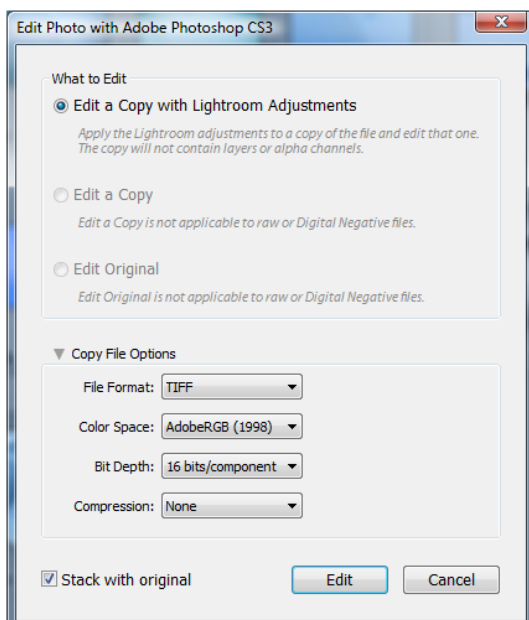 Edit Photo with Adobe Photoshop CS3
What to Edit
Edit a Copy with Lightroom Adjustments
Apply the Lightroom adjustments to a copy of the file and edit that one.
The copy will not contain layers or alpha channels.
Edit a Copy
Edit a Copy is not applicable to raw or Digital Negative files.
Edit Original
Edit Original is not applicable to raw or Digital Negative files.
Copy File Options
File Format: TIFF
Color Space: AdobeRGB (1998)
Bit Depth: 16 bits/component
Compression: None
Stack with original Edit Cancel